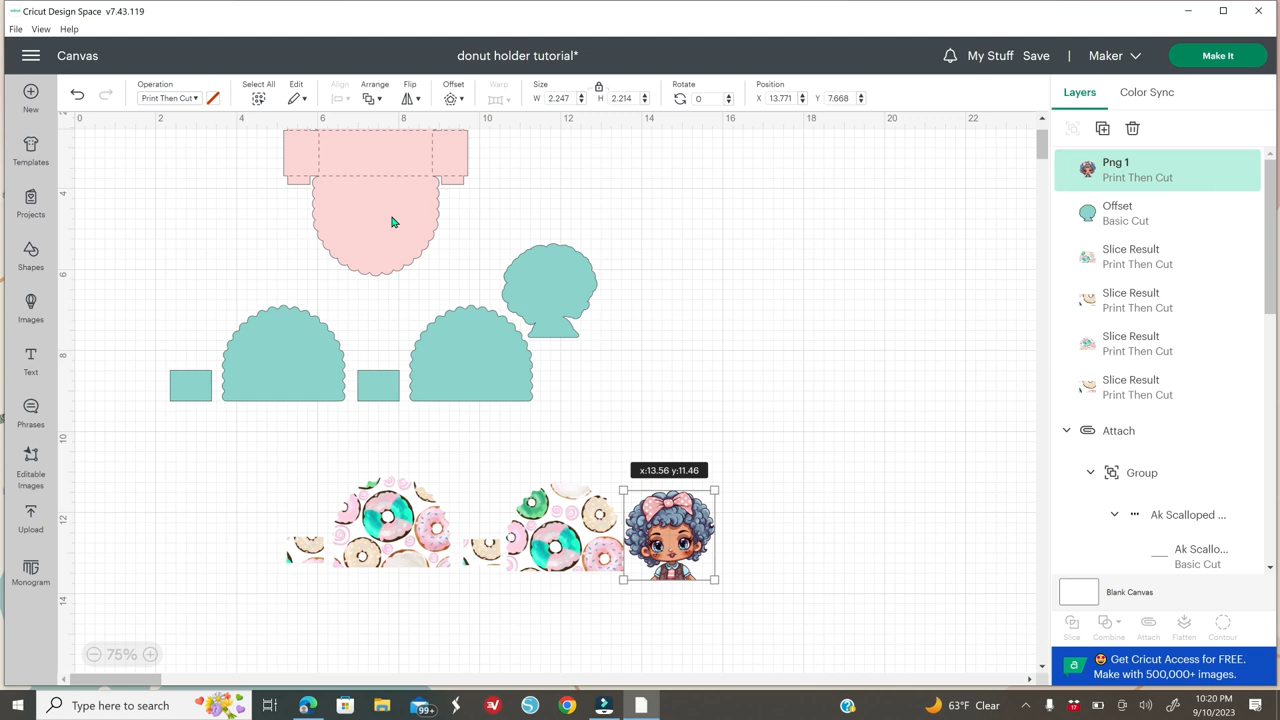 Cricut Design Space v7.43.119
File View Help
Canvas
donut holder tutorial*
My Stuff Save | Maker
Make It
New
Templates
Projects
Shapes
Images
Text
Phrases
Editable
Images
Upload
Monogram
Operation
Print Then Cut
Select All
Edit
Align
Arrange
Flip
Offset
Warp
Size
W 2.247
H 2.214
Rotate
0
Position
X 13.771
Y 7.668
0 2 4 6 8 10 12 14 16 18 20 22
4
6
8
10
12
14
x:13.56 y:11.46
75%
Layers
Color Sync
Png 1
Print Then Cut
Offset
Basic Cut
Slice Result
Print Then Cut
Slice Result
Print Then Cut
Slice Result
Print Then Cut
Slice Result
Print Then Cut
Attach
Group
Ak Scalloped ...
Ak Scallo...
Basic Cut
Blank Canvas
Slice Combine Attach Flatten Contour
Get Cricut Access for FREE.
Make with 500,000+ images.
Type here to search
99+
63°F Clear
10:20 PM
9/10/2023